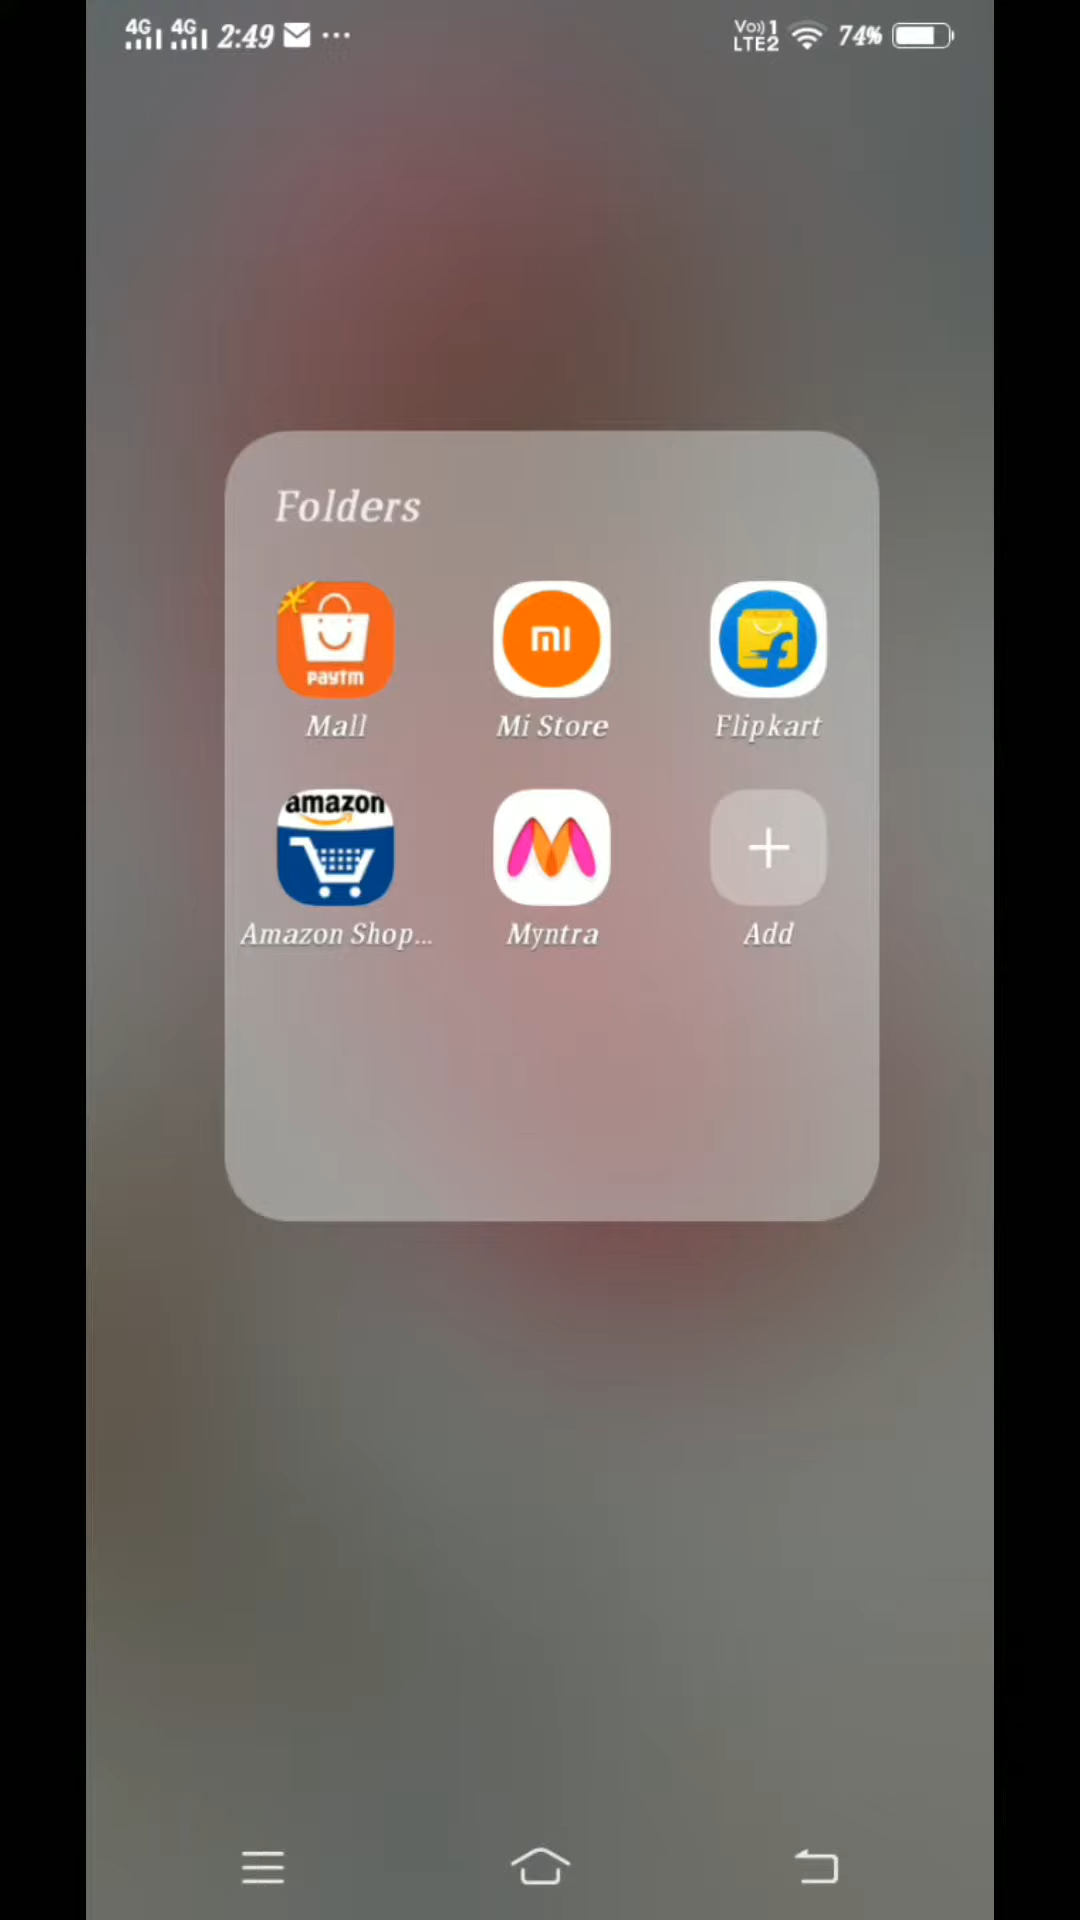 4G 4G 2:49 ... Vo)) 1 LTE2 74%
Folders
paytm mi f
Mall Mi Store Flipkart
amazon
Amazon Shop... Myntra Add